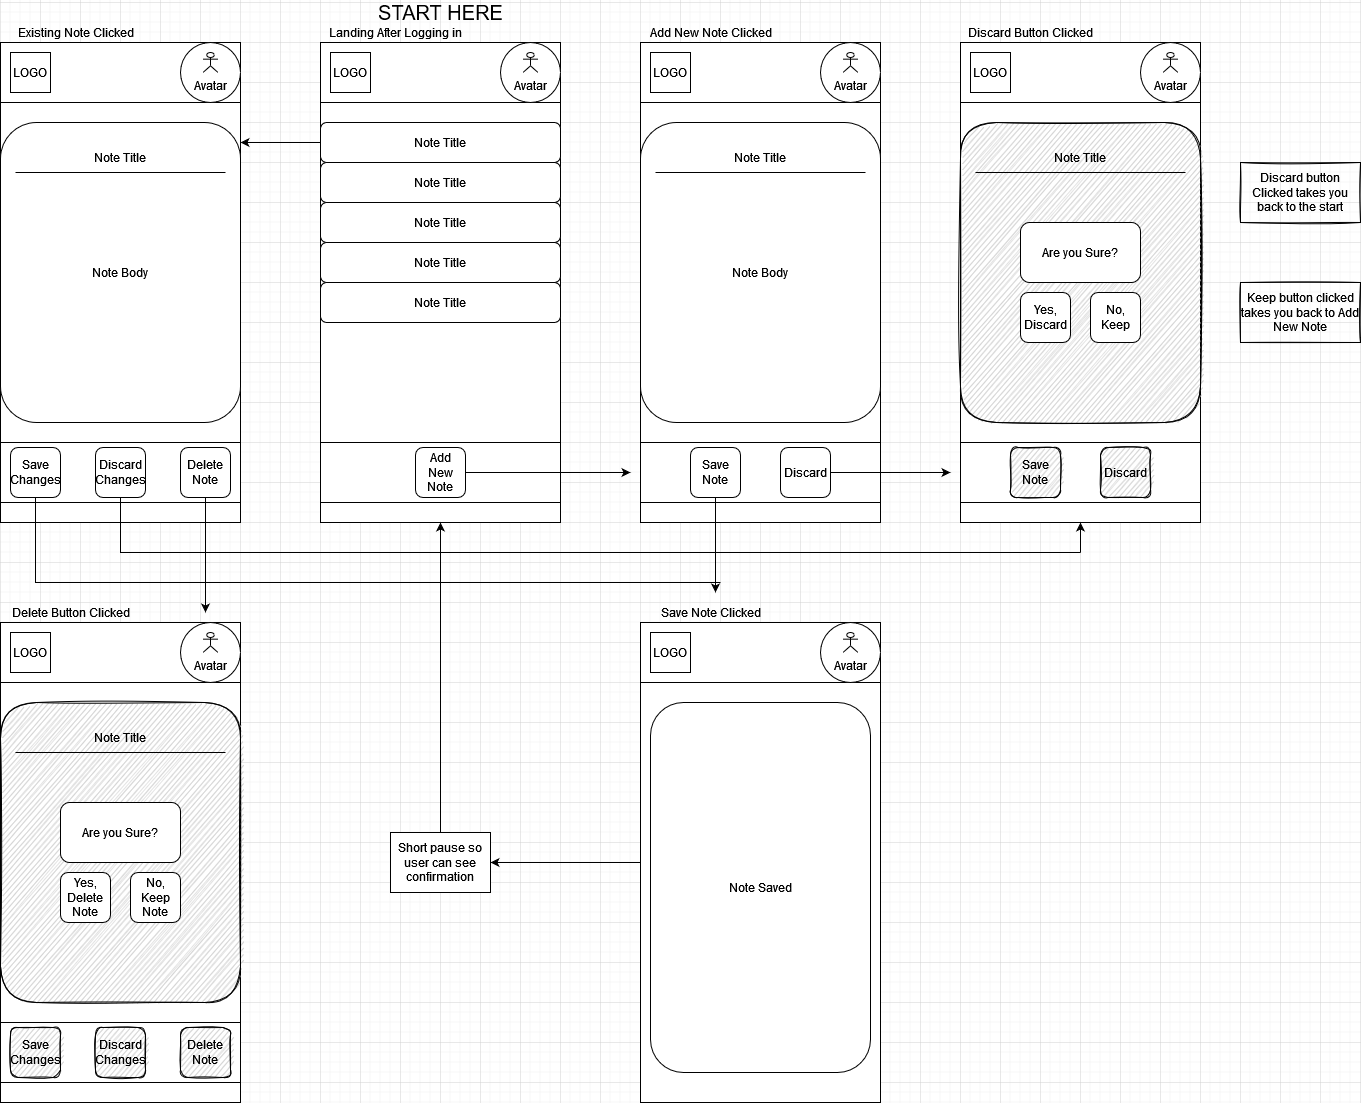 START HERE
Existing Note Clicked
LOGO
Avatar
Note Title
Note Body
Save
Changes
Discard
Changes
Delete
Note
Landing After Logging in
LOGO
Avatar
Note Title
Note Title
Note Title
Note Title
Note Title
Add
New
Note
Add New Note Clicked
LOGO
Avatar
Note Title
Note Body
Save
Note
Discard
Discard Button Clicked
LOGO
Avatar
Note Title
Are you Sure?
Yes,
Discard
No,
Keep
Save
Note
Discard
Discard button
Clicked takes you
back to the start
Keep button clicked
takes you back to Add
New Note
Delete Button Clicked
LOGO
Avatar
Note Title
Are you Sure?
Yes,
Delete
Note
No,
Keep
Note
Save
Changes
Discard
Changes
Delete
Note
Short pause so
user can see
confirmation
Save Note Clicked
LOGO
Avatar
Note Saved